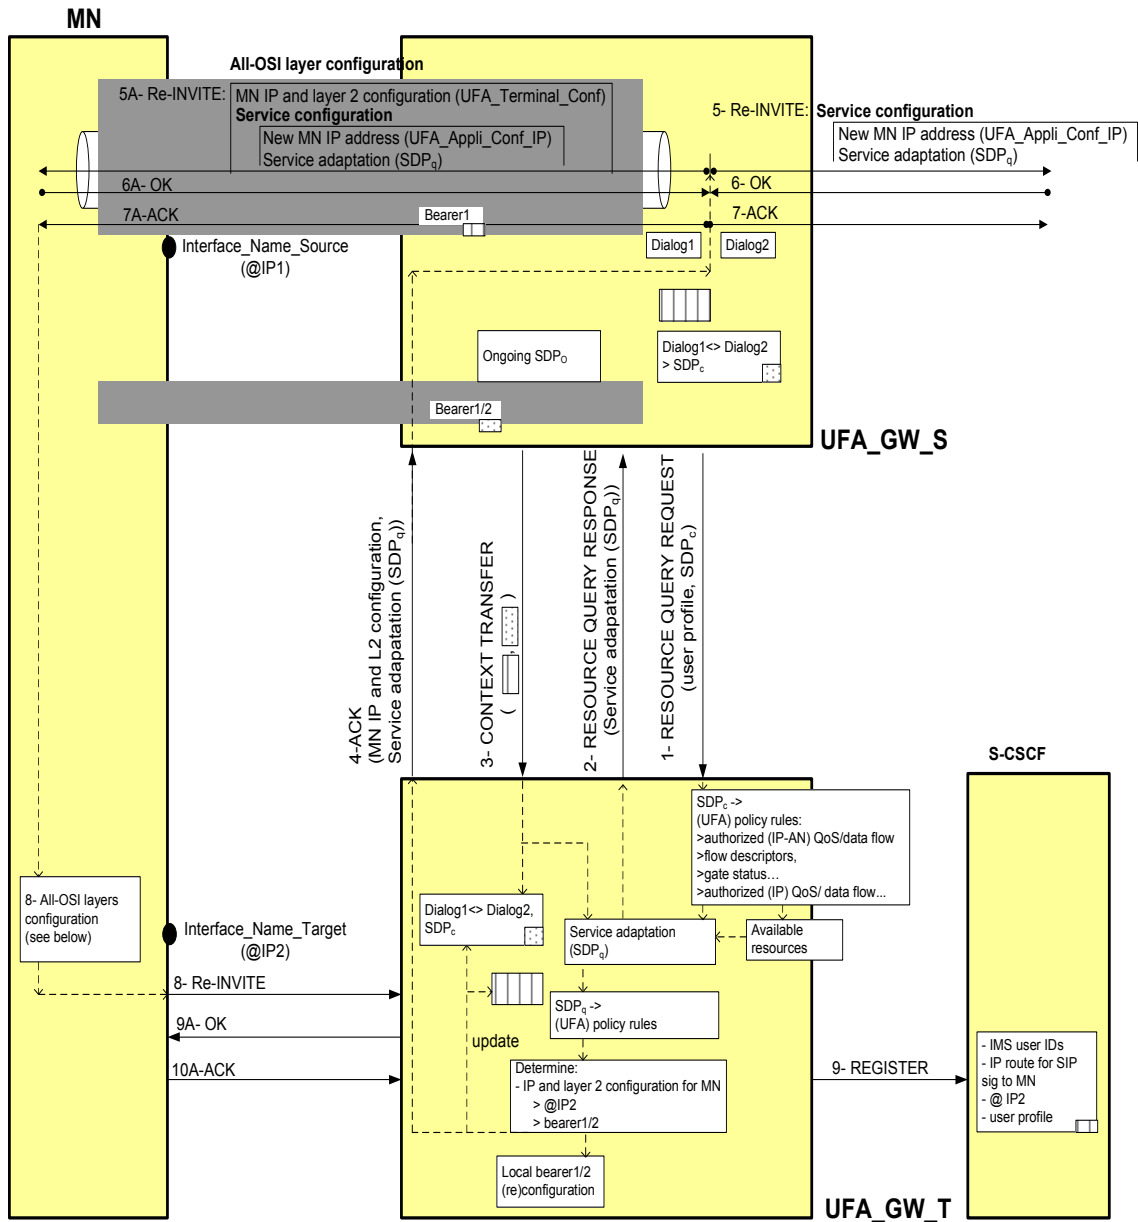 MN
All-OSI layer configuration
5A- Re-INVITE:
MN IP and layer 2 configuration (UFA_Terminal_Conf)
Service configuration
New MN IP address (UFA_Appli_Conf_IP)
Service adaptation (SDPq)
5- Re-INVITE:
Service configuration
New MN IP address (UFA_Appli_Conf_IP)
Service adaptation (SDPq)
6A- OK
6- OK
7A-ACK
Bearer1
7-ACK
Interface_Name_Source
(@IP1)
Dialog1
Dialog2
Ongoing SDPO
Dialog1<> Dialog2
> SDPc
Bearer1/2
UFA_GW_S
4-ACK
(MN IP and L2 configuration,
Service adapatation (SDPq))
3- CONTEXT TRANSFER
( , )
2- RESOURCE QUERY RESPONSE
(Service adapatation (SDPq))
1- RESOURCE QUERY REQUEST
(user profile, SDPc)
S-CSCF
SDPc ->
(UFA) policy rules:
>authorized (IP-AN) QoS/data flow
>flow descriptors,
>gate status…
>authorized (IP) QoS/ data flow...
8- All-OSI layers
configuration
(see below)
Interface_Name_Target
(@IP2)
Dialog1<> Dialog2,
SDPc
Service adaptation
(SDPq)
Available
resources
8- Re-INVITE
SDPq ->
(UFA) policy rules
9A- OK
update
10A-ACK
Determine:
- IP and layer 2 configuration for MN
> @IP2
> bearer1/2
9- REGISTER
- IMS user IDs
- IP route for SIP
sig to MN
- @ IP2
- user profile
Local bearer1/2
(re)configuration
UFA_GW_T